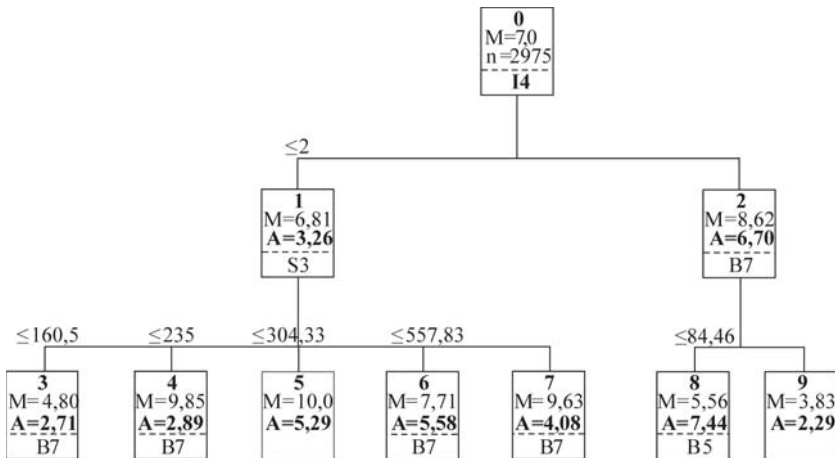 0
M=7,0
n=2975
I4
≤2
1
M=6,81
A=3,26
S3
2
M=8,62
A=6,70
B7
≤160,5
≤235
≤304,33
≤557,83
≤84,46
3
M=4,80
A=2,71
B7
4
M=9,85
A=2,89
B7
5
M=10,0
A=5,29
6
M=7,71
A=5,58
B7
7
M=9,63
A=4,08
B7
8
M=5,56
A=7,44
B5
9
M=3,83
A=2,29